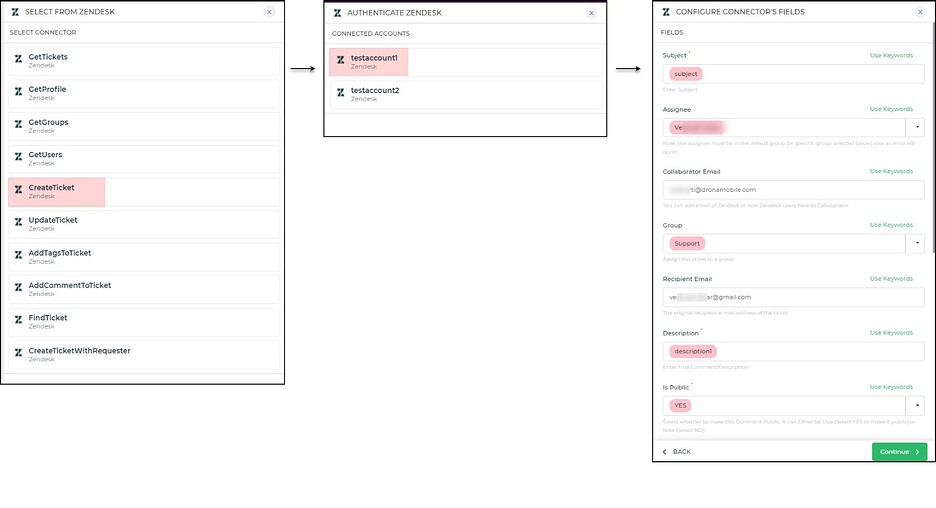 SELECT FROM ZENDESK
SELECT CONNECTOR
GetTickets
Zendesk
GetProfile
Zendesk
GetGroups
Zendesk
GetUsers
Zendesk
CreateTicket
Zendesk
UpdateTicket
Zendesk
AddTagsToTicket
Zendesk
AddCommentToTicket
Zendesk
FindTicket
Zendesk
CreateTicketWithRequester
Zendesk
AUTHENTICATE ZENDESK
CONNECTED ACCOUNTS
testaccount1
Zendesk
testaccount2
Zendesk
CONFIGURE CONNECTOR'S FIELDS
FIELDS
Subject * Use Keywords
subject
Enter Subject
Assignee Use Keywords
Ve
Note: the assignee must be in the default group (or specific group selected below) else an error will
occur.
Collaborator Email Use Keywords
ti@dronamobile.com
You can add email of Zendesk or non-Zendesk users here as Collaborator
Group Use Keywords
Support
Assign this ticket to a group.
Recipient Email Use Keywords
ve ar@gmail.com
The original recipient e-mail address of the ticket
Description * Use Keywords
description1
Enter First Comment/Description
Is Public * Use Keywords
YES
Select whether to make this Comment Public. It can Either be true (Select YES to make it public) or
false (Select NO)
BACK Continue